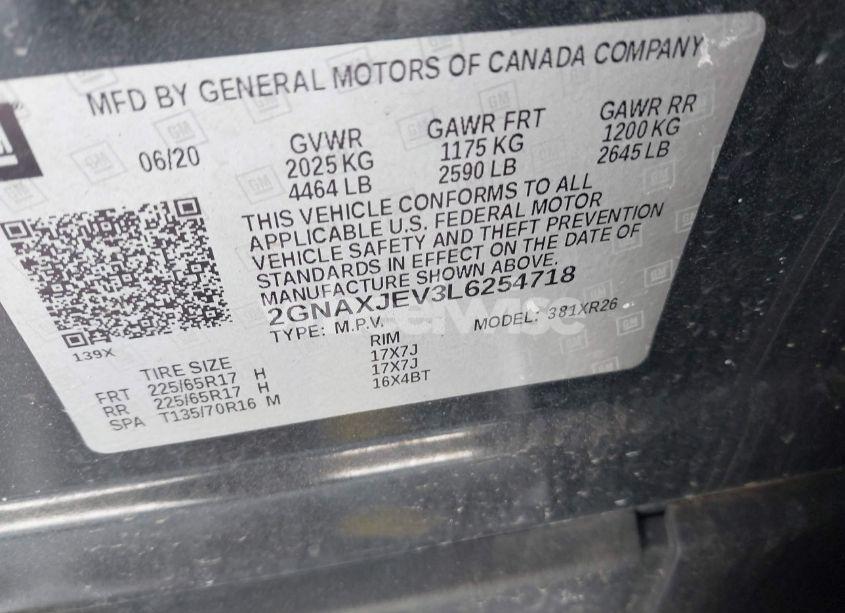 MFD BY GENERAL MOTORS OF CANADA COMPANY
06/20
GVWR
2025 KG
4464 LB
GAWR FRT
1175 KG
2590 LB
GAWR RR
1200 KG
2645 LB
THIS VEHICLE CONFORMS TO ALL
APPLICABLE U.S. FEDERAL MOTOR
VEHICLE SAFETY AND THEFT PREVENTION
STANDARDS IN EFFECT ON THE DATE OF
MANUFACTURE SHOWN ABOVE.
2GNAXJEV3L6254718
TYPE: M.P.V. MODEL: 381XR26
139X
TIRE SIZE RIM
FRT 225/65R17 H 17X7J
RR 225/65R17 H 17X7J
SPA T135/70R16 M 16X4BT